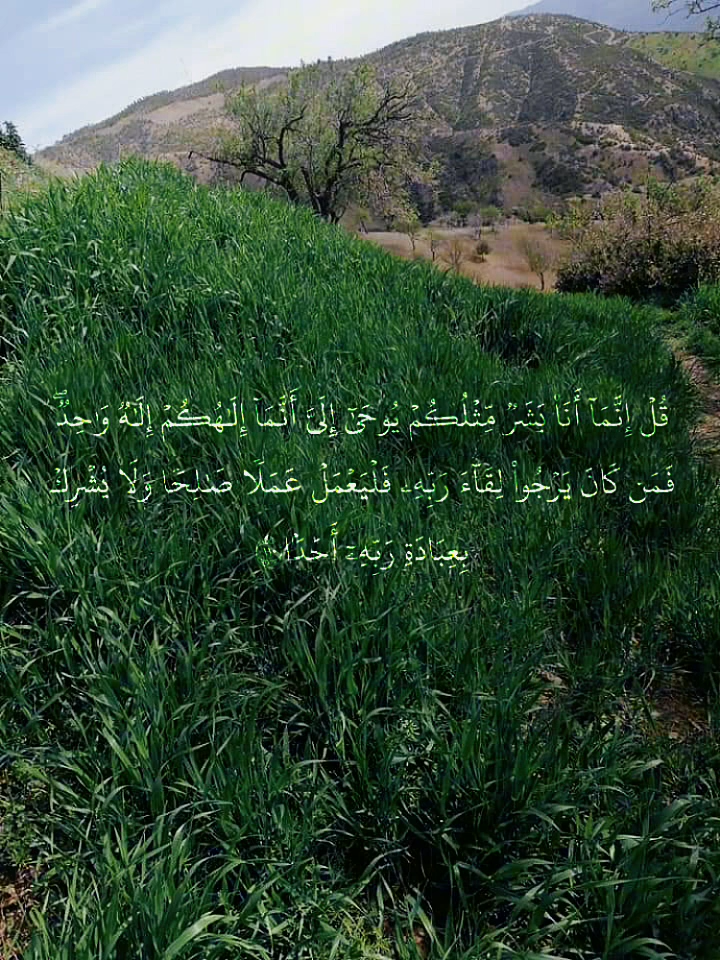 قُلۡ إِنَّمَآ أَنَا۠ بَشَرٞ مِّثۡلُكُمۡ يُوحَىٰٓ إِلَيَّ أَنَّمَآ إِلَٰهُكُمۡ إِلَٰهٞ وَٰحِدٞۖ
فَمَن كَانَ يَرۡجُواْ لِقَآءَ رَبِّهِۦ فَلۡيَعۡمَلۡ عَمَلٗا صَٰلِحٗا وَلَا يُشۡرِكۡ
بِعِبَادَةِ رَبِّهِۦٓ أَحَدَۢا